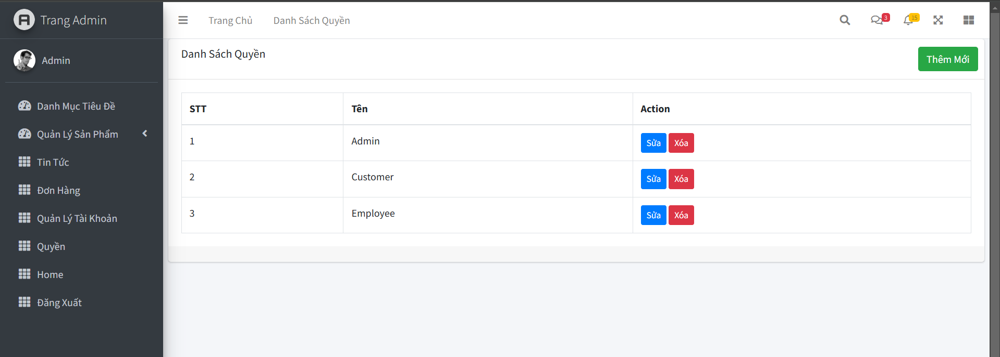 Trang Admin
Admin
Danh Mục Tiêu Đề
Quản Lý Sản Phẩm
Tin Tức
Đơn Hàng
Quản Lý Tài Khoản
Quyền
Home
Đăng Xuất
Trang Chủ Danh Sách Quyền 3 15
Danh Sách Quyền Thêm Mới
STT Tên Action
1 Admin Sửa Xóa
2 Customer Sửa Xóa
3 Employee Sửa Xóa